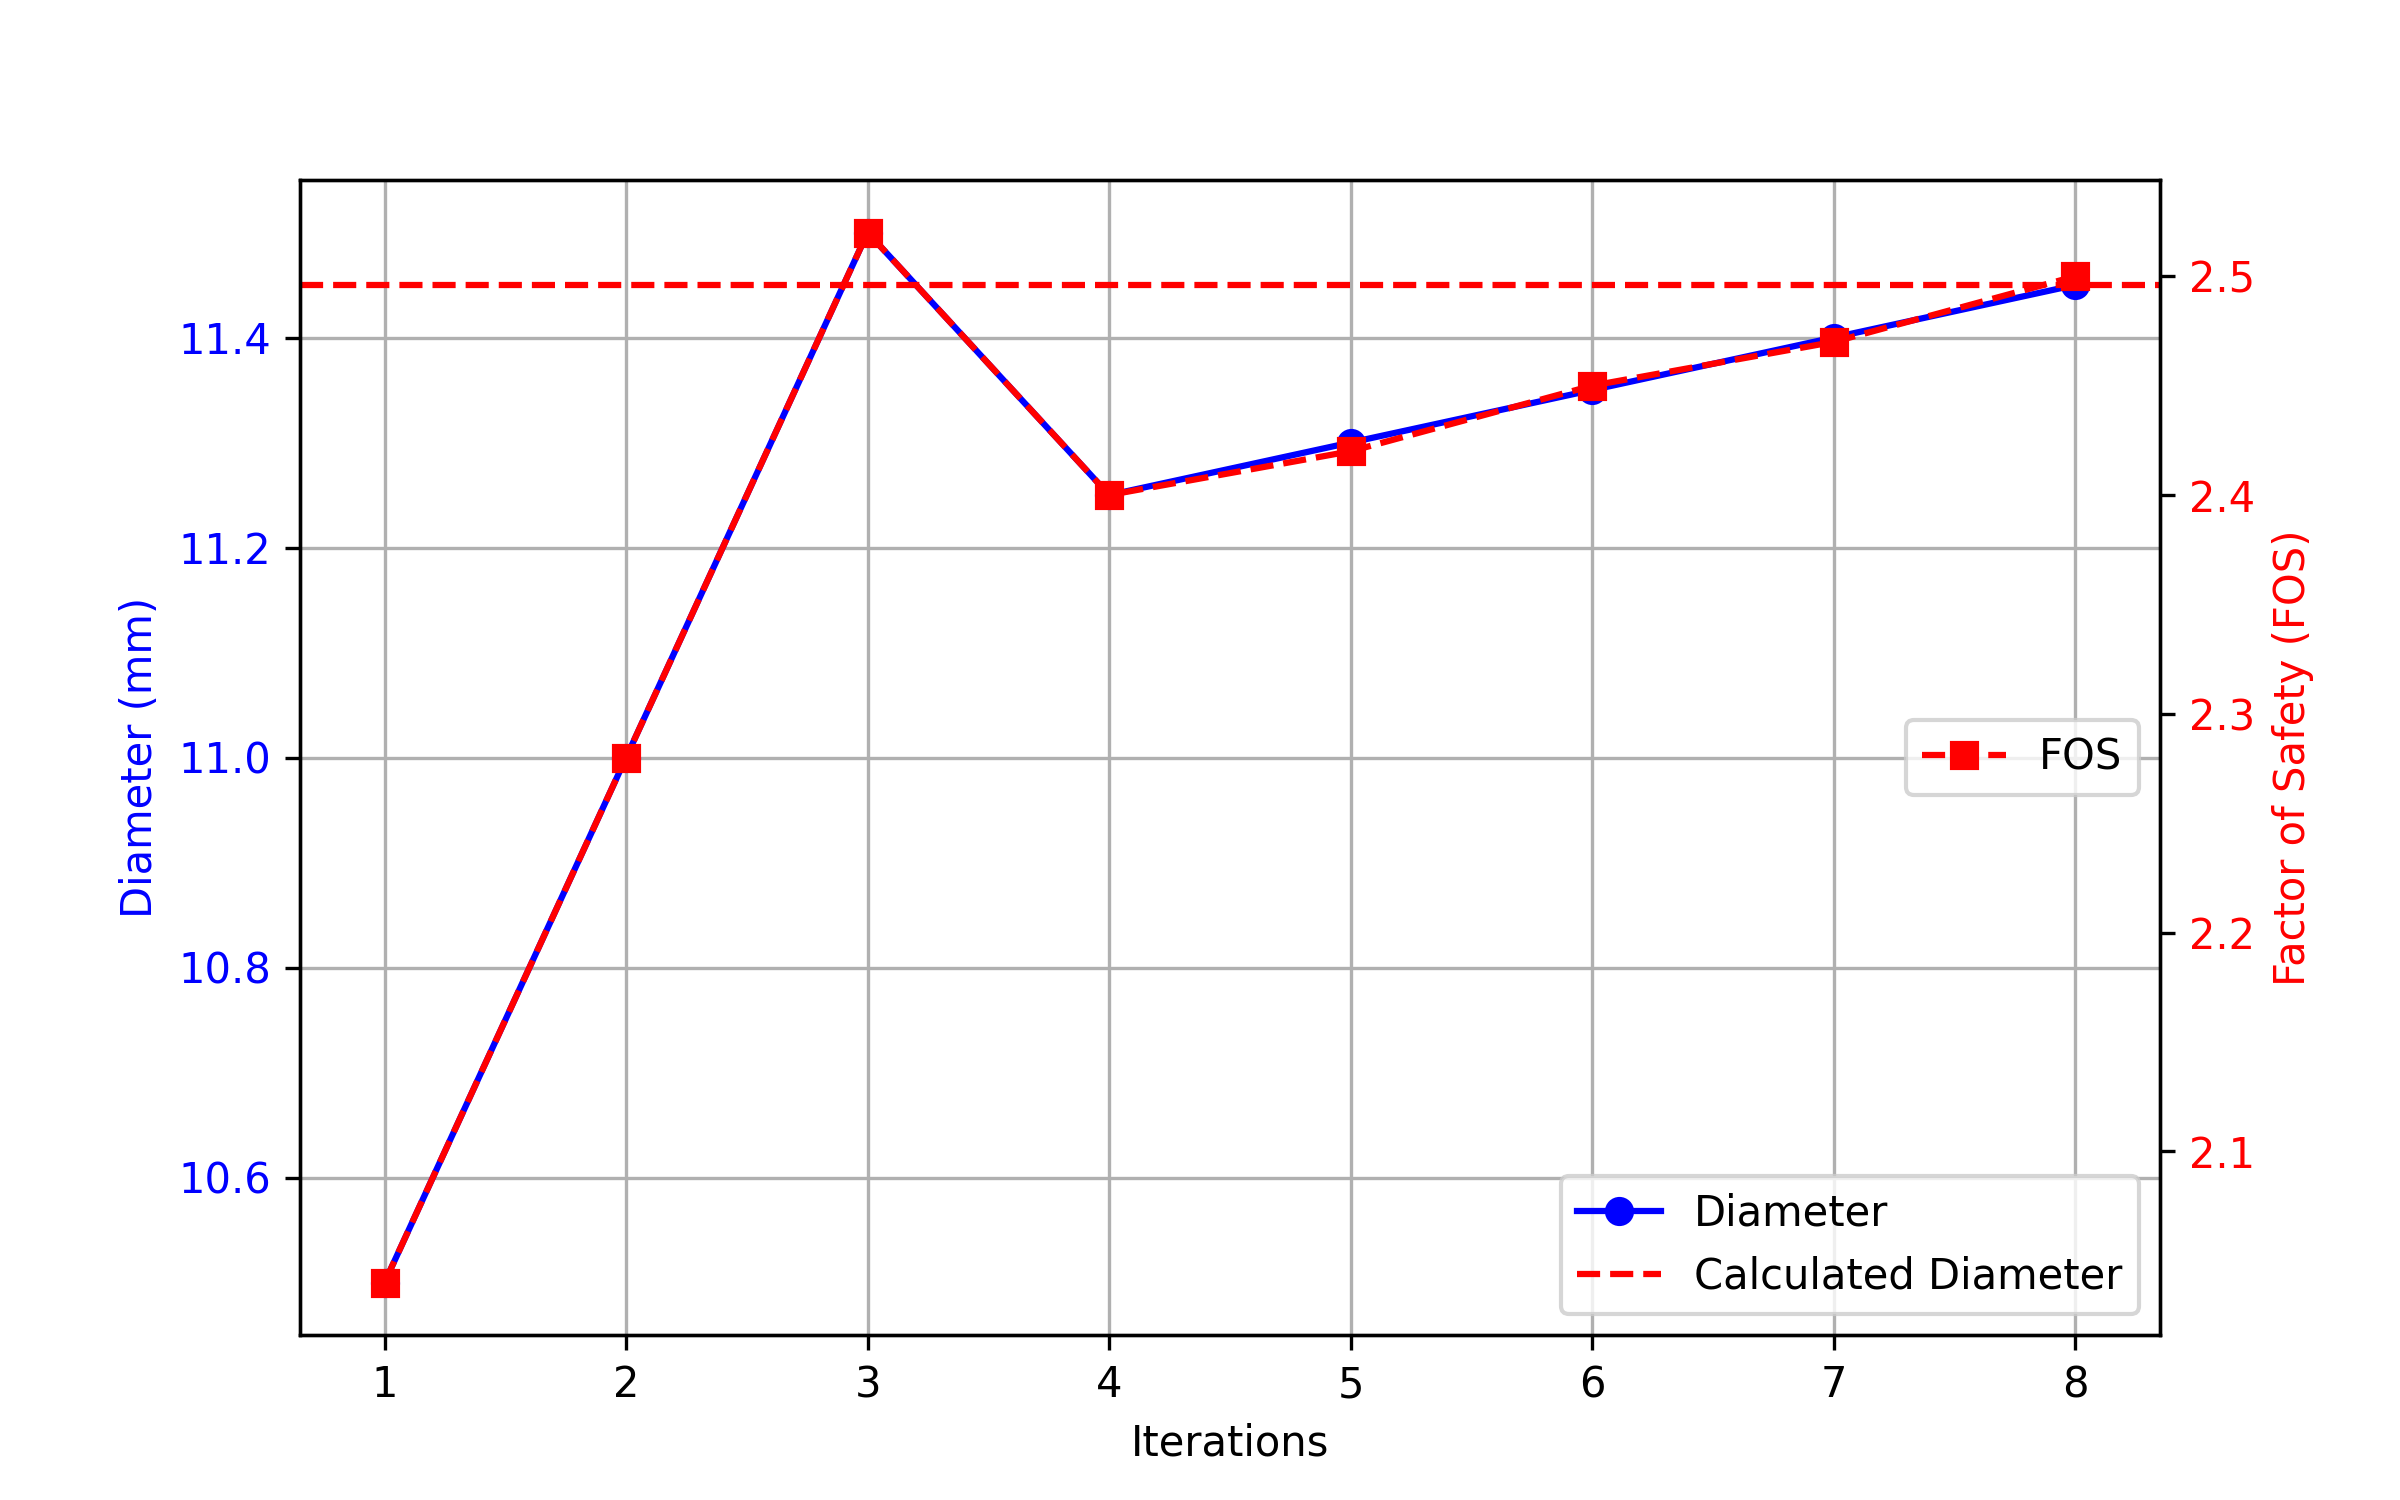 11.4
11.2
11.0
10.8
10.6
Diameter (mm)
2.5
2.4
2.3
2.2
2.1
Factor of Safety (FOS)
FOS
Diameter
Calculated Diameter
1 2 3 4 5 6 7 8
Iterations